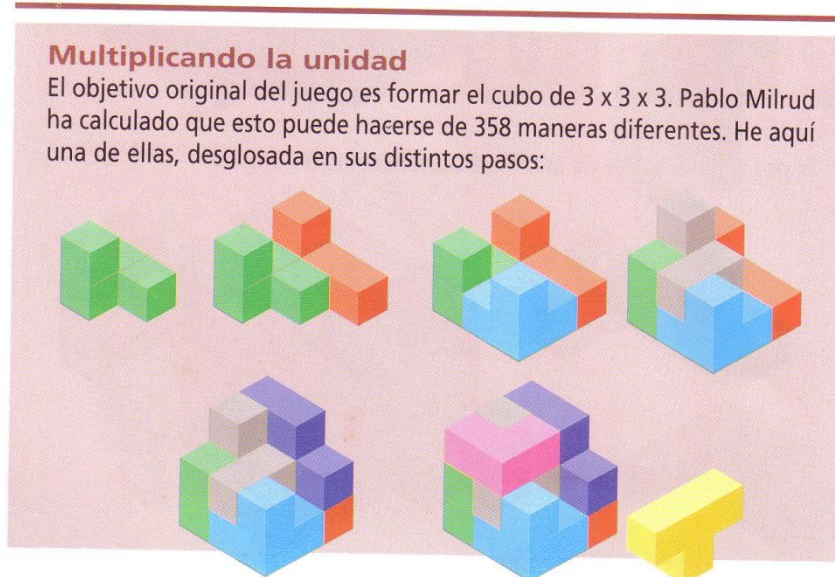 Multiplicando la unidad
El objetivo original del juego es formar el cubo de 3 x 3 x 3. Pablo Milrud
ha calculado que esto puede hacerse de 358 maneras diferentes. He aquí
una de ellas, desglosada en sus distintos pasos: